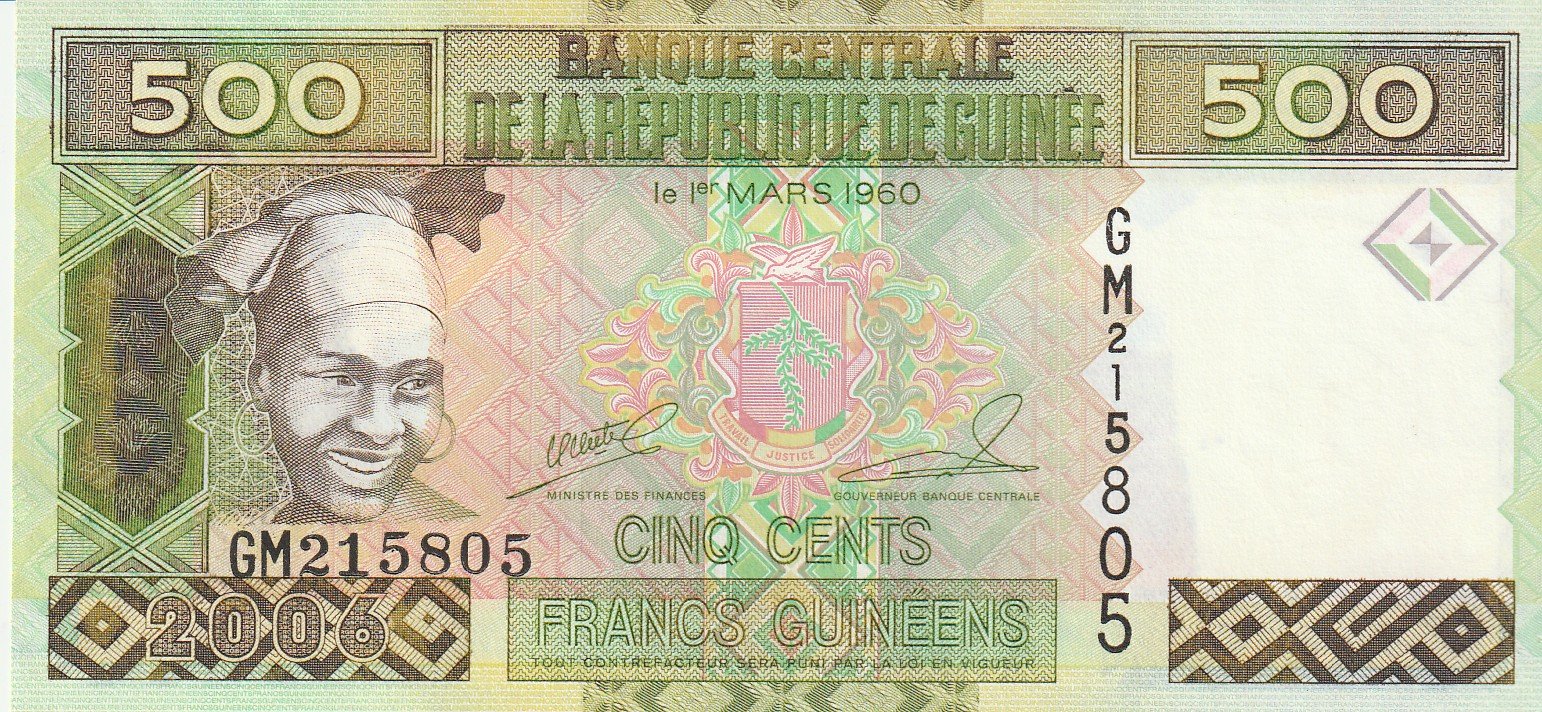 500
BANQUE CENTRALE
500
DE LA RÉPUBLIQUE DE GUINÉE
le 1er MARS 1960
GM215805
TRAVAIL JUSTICE SOLIDARITÉ
MINISTRE DES FINANCES
GOUVERNEUR BANQUE CENTRALE
CINQ CENTS
GM215805
2006
FRANCS GUINÉENS
TOUT CONTREFACTEUR SERA PUNI PAR LA LOI EN VIGUEUR